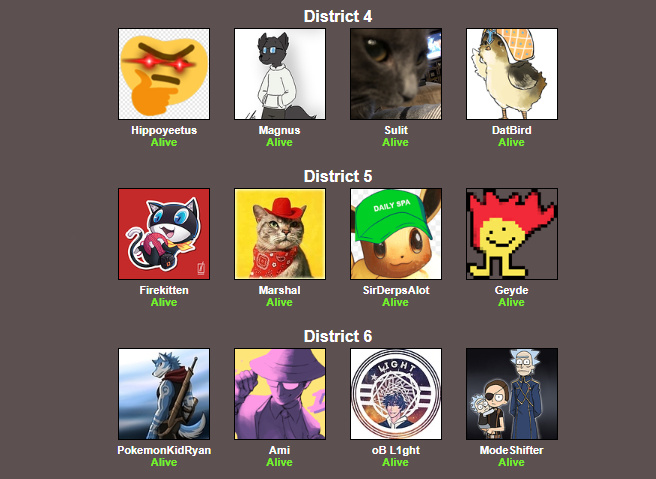 District 4
Hippoyeetus Magnus Sulit DatBird
Alive Alive Alive Alive
District 5
DAILY SPA
Firekitten Marshal SirDerpsAlot Geyde
Alive Alive Alive Alive
District 6
LIGHT
PokemonKidRyan Ami oB L1ght ModeShifter
Alive Alive Alive Alive